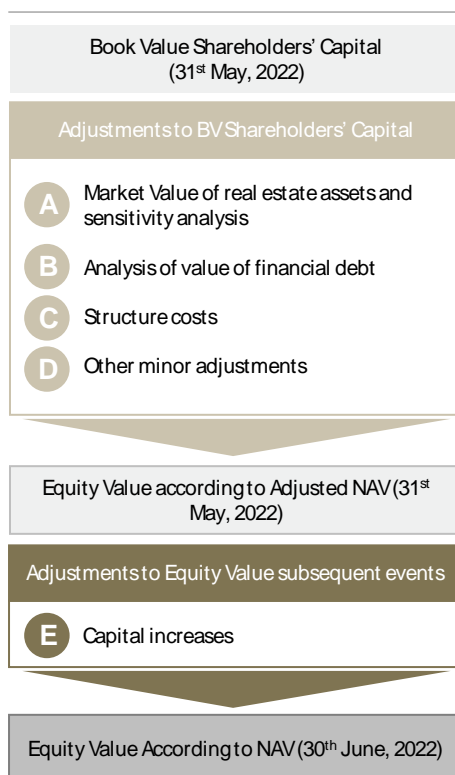 Book Value Shareholders' Capital
(31st May, 2022)
Adjustments to BV Shareholders' Capital
A
Market Value of real estate assets and
sensitivity analysis
B
Analysis of value of financial debt
C
Structure costs
D
Other minor adjustments
Equity Value according to Adjusted NAV (31st
May, 2022)
Adjustments to Equity Value subsequent events
E
Capital increases
Equity Value According to NAV (30th June, 2022)